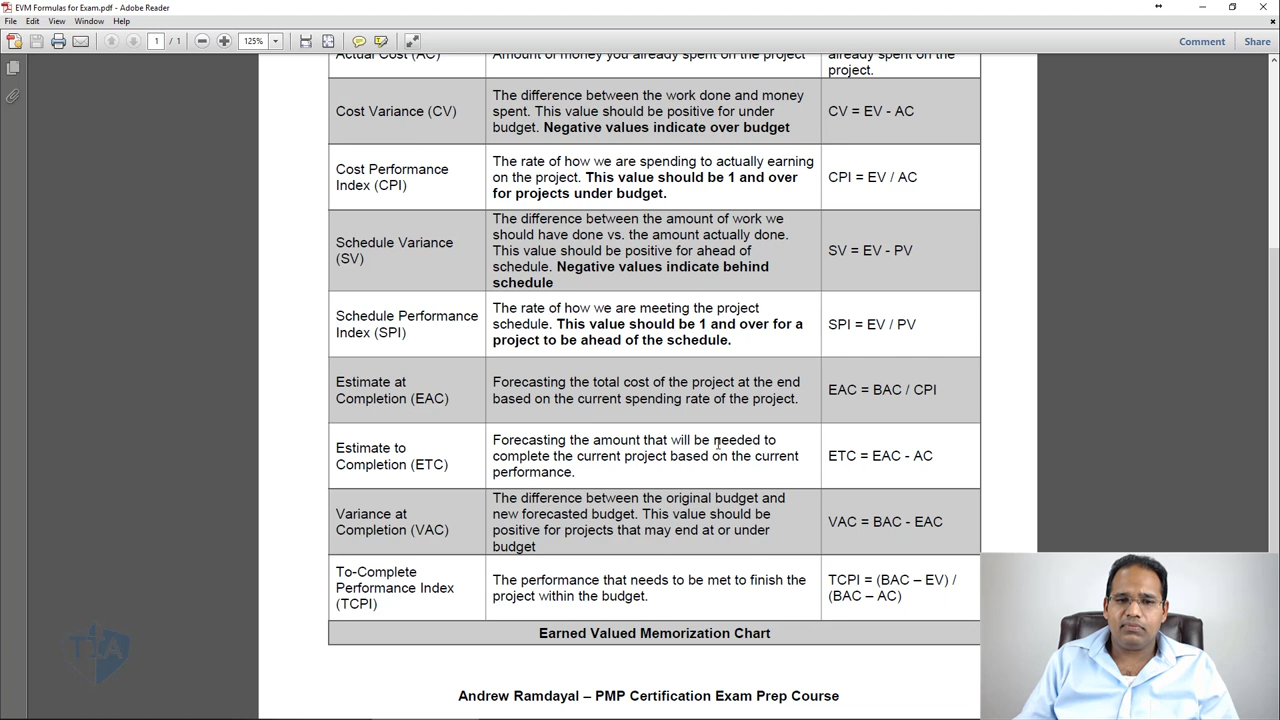 EVM Formulas for Exam.pdf - Adobe Reader
File Edit View Window Help
1 / 1 125% Comment Share
Actual Cost (AC)
Amount of money you already spent on the project
already spent on the
project.
Cost Variance (CV)
The difference between the work done and money
spent. This value should be positive for under
budget. Negative values indicate over budget
CV = EV - AC
Cost Performance
Index (CPI)
The rate of how we are spending to actually earning
on the project. This value should be 1 and over
for projects under budget.
CPI = EV / AC
Schedule Variance
(SV)
The difference between the amount of work we
should have done vs. the amount actually done.
This value should be positive for ahead of
schedule. Negative values indicate behind
schedule
SV = EV - PV
Schedule Performance
Index (SPI)
The rate of how we are meeting the project
schedule. This value should be 1 and over for a
project to be ahead of the schedule.
SPI = EV / PV
Estimate at
Completion (EAC)
Forecasting the total cost of the project at the end
based on the current spending rate of the project.
EAC = BAC / CPI
Estimate to
Completion (ETC)
Forecasting the amount that will be needed to
complete the current project based on the current
performance.
ETC = EAC - AC
Variance at
Completion (VAC)
The difference between the original budget and
new forecasted budget. This value should be
positive for projects that may end at or under
budget
VAC = BAC - EAC
To-Complete
Performance Index
(TCPI)
The performance that needs to be met to finish the
project within the budget.
TCPI = (BAC – EV) /
(BAC – AC)
Earned Valued Memorization Chart
Andrew Ramdayal – PMP Certification Exam Prep Course
TIA